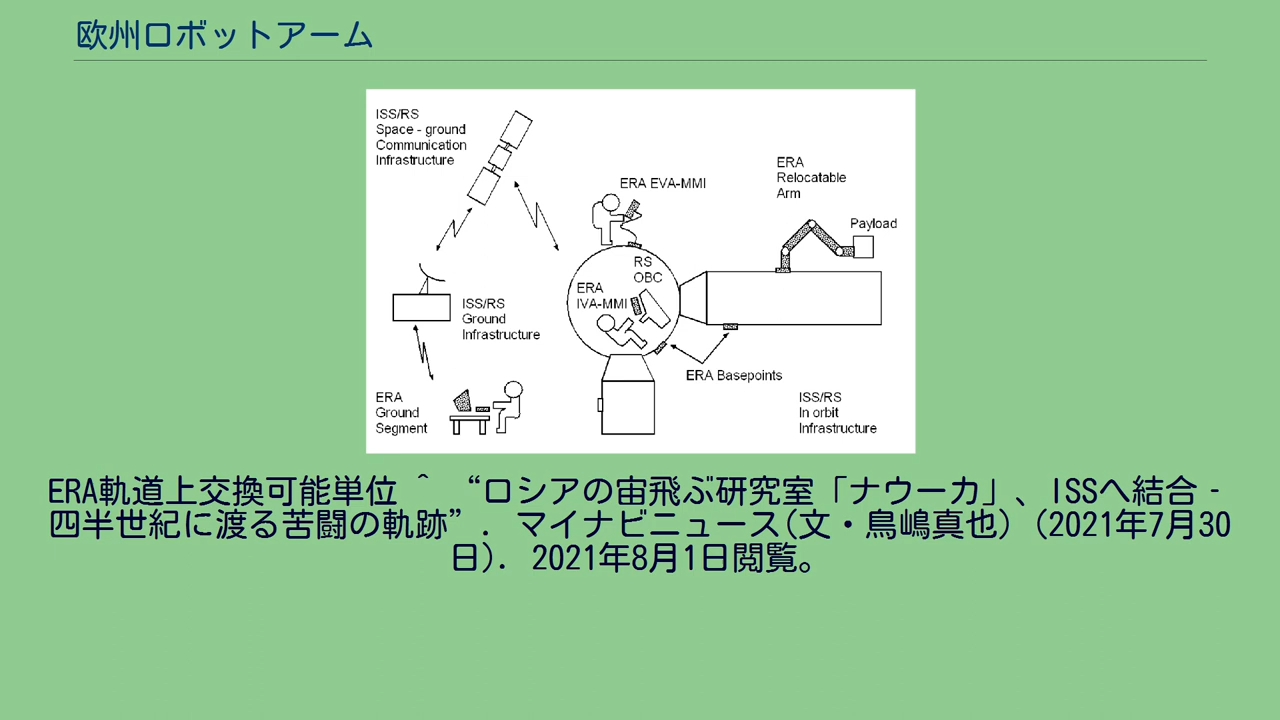 欧州ロボットアーム
ISS/RS
Space - ground
Communication
Infrastructure
ERA EVA-MMI
ERA
Relocatable
Arm
Payload
RS
OBC
ERA
IVA-MMI
ISS/RS
Ground
Infrastructure
ERA Basepoints
ERA
Ground
Segment
ISS/RS
In orbit
Infrastructure
ERA軌道上交換可能単位 ^ “ロシアの宙飛ぶ研究室「ナウーカ」、ISSへ結合 -
四半世紀に渡る苦闘の軌跡”. マイナビニュース(文・鳥嶋真也) (2021年7月30
日). 2021年8月1日閲覧。